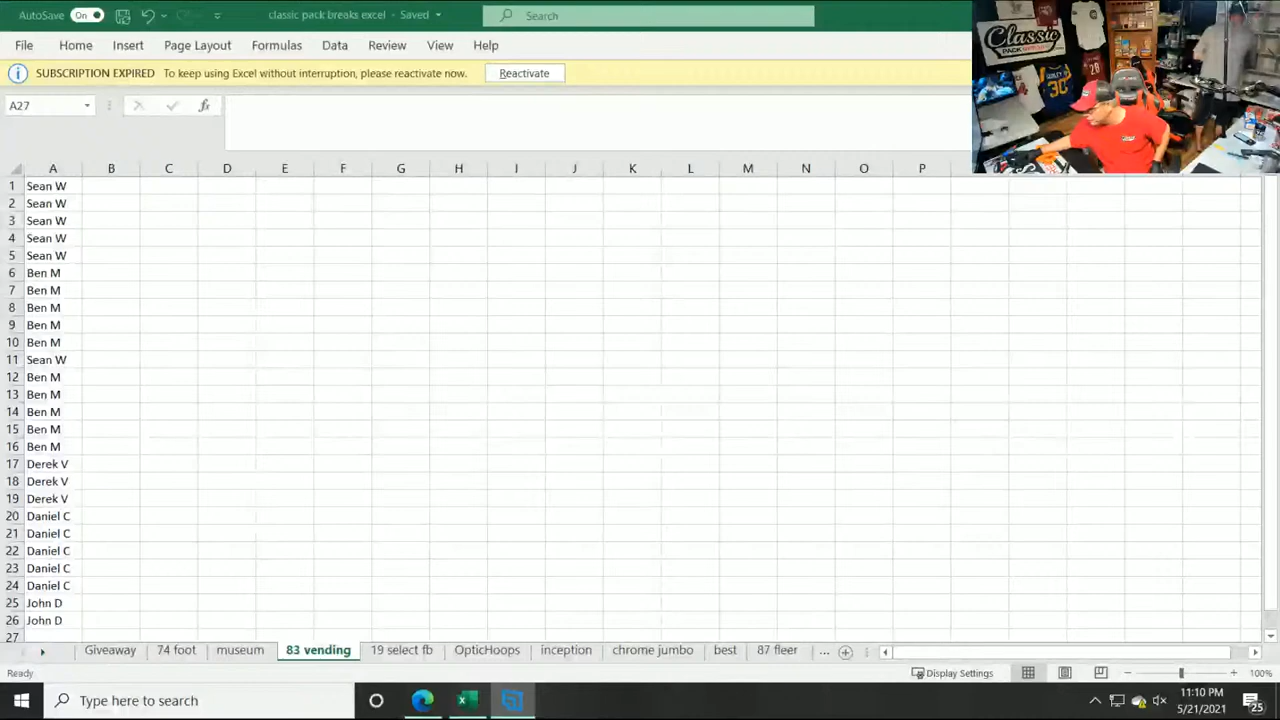 AutoSave On classic pack breaks excel - Saved Search
File Home Insert Page Layout Formulas Data Review View Help
SUBSCRIPTION EXPIRED To keep using Excel without interruption, please reactivate now. Reactivate
A27 fx
Classic
PACK
30
28
A B C D E F G H I J K L M N O P
1 Sean W
2 Sean W
3 Sean W
4 Sean W
5 Sean W
6 Ben M
7 Ben M
8 Ben M
9 Ben M
10 Ben M
11 Sean W
12 Ben M
13 Ben M
14 Ben M
15 Ben M
16 Ben M
17 Derek V
18 Derek V
19 Derek V
20 Daniel C
21 Daniel C
22 Daniel C
23 Daniel C
24 Daniel C
25 John D
26 John D
27
Giveaway 74 foot museum 83 vending 19 select fb OpticHoops inception chrome jumbo best 87 fleer ...
Ready Display Settings 100%
Type here to search 11:10 PM
5/21/2021 25